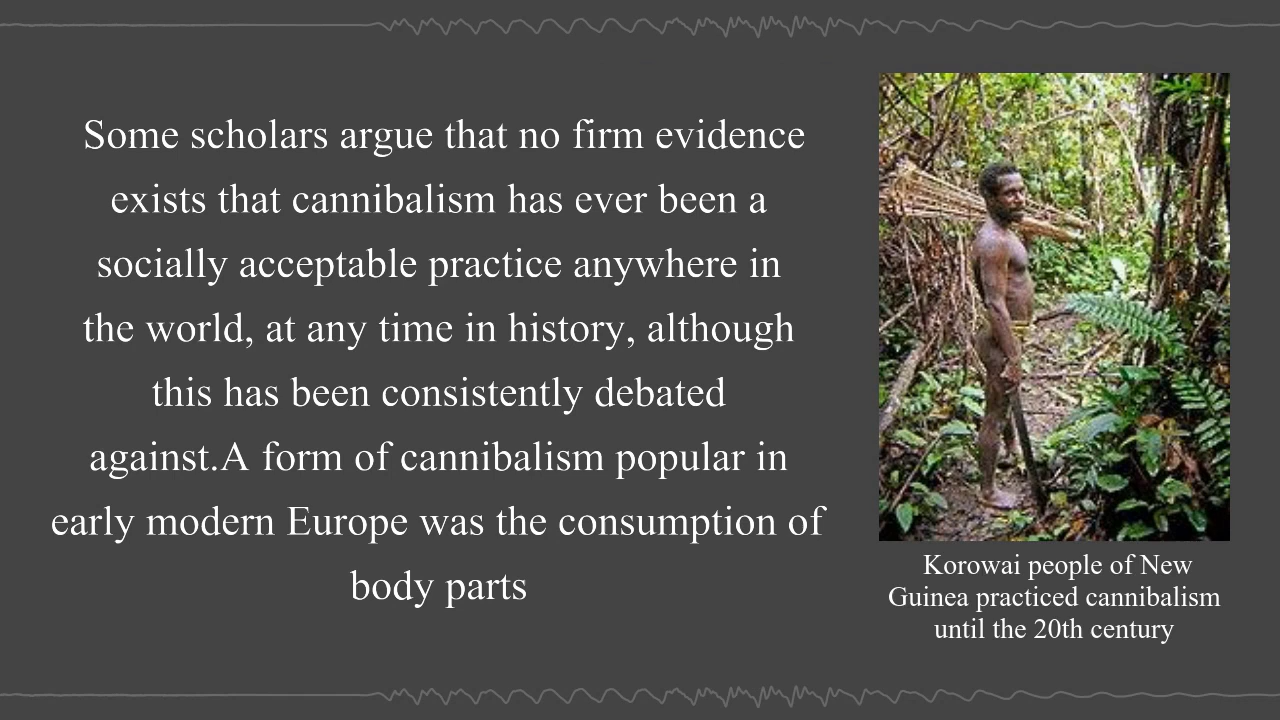 Some scholars argue that no firm evidence
exists that cannibalism has ever been a
socially acceptable practice anywhere in
the world, at any time in history, although
this has been consistently debated
against.A form of cannibalism popular in
early modern Europe was the consumption of
body parts
Korowai people of New
Guinea practiced cannibalism
until the 20th century